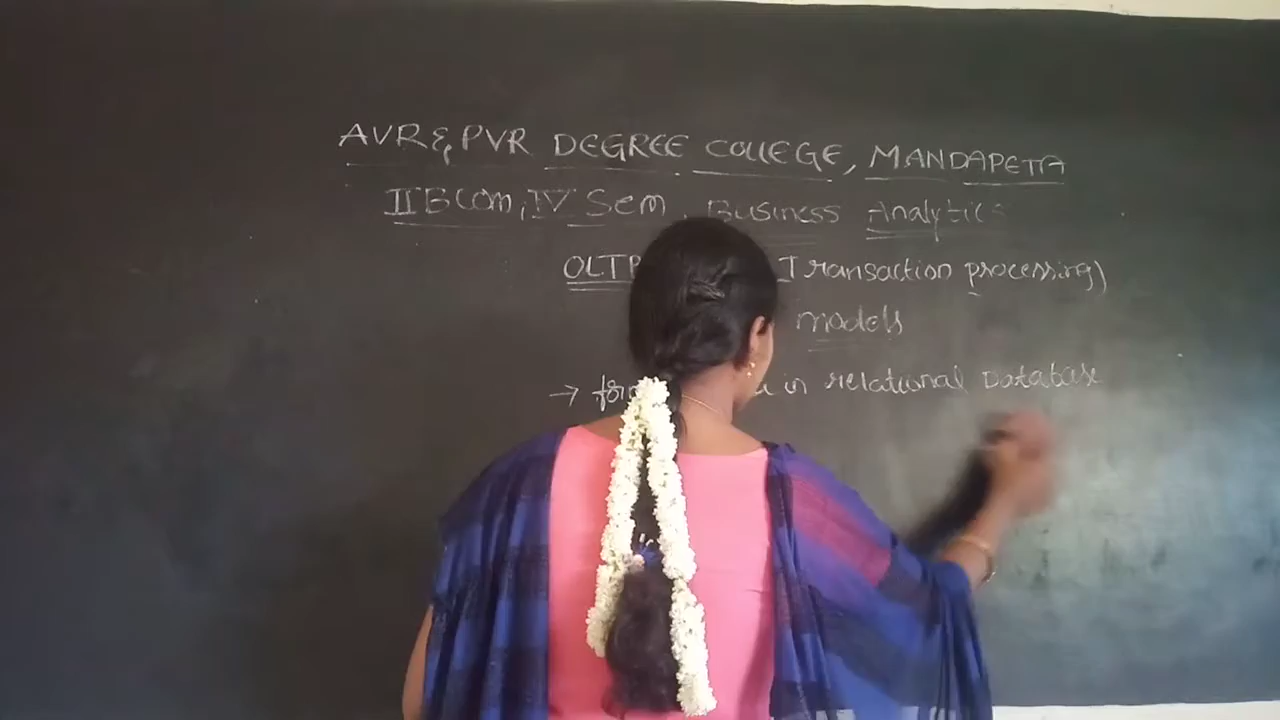 AVR & PVR DEGREE COLLEGE, MANDAPETA
II B Com, IV Sem Business Analytics
OLTP Transaction processing)
models
→ in relational Database